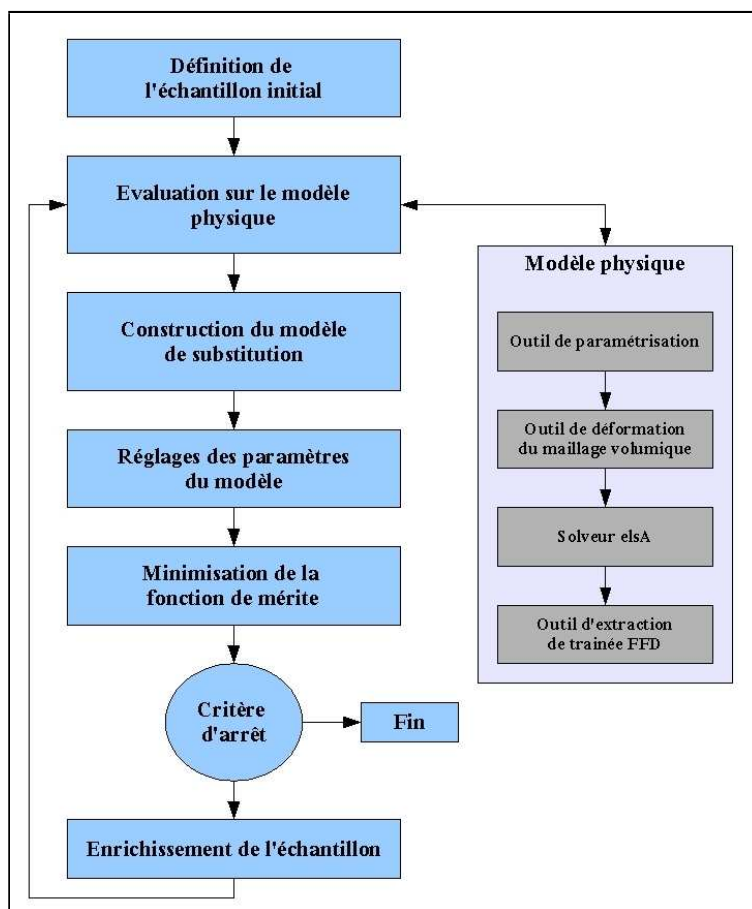 Définition de
l'échantillon initial
Evaluation sur le modèle
physique
Construction du modèle
de substitution
Réglages des paramètres
du modèle
Minimisation de la
fonction de mérite
Critère
d'arrêt
Fin
Enrichissement de l'échantillon
Modèle physique
Outil de paramétrisation
Outil de déformation
du maillage volumique
Solveur elsA
Outil d'extraction
de trainée FFD